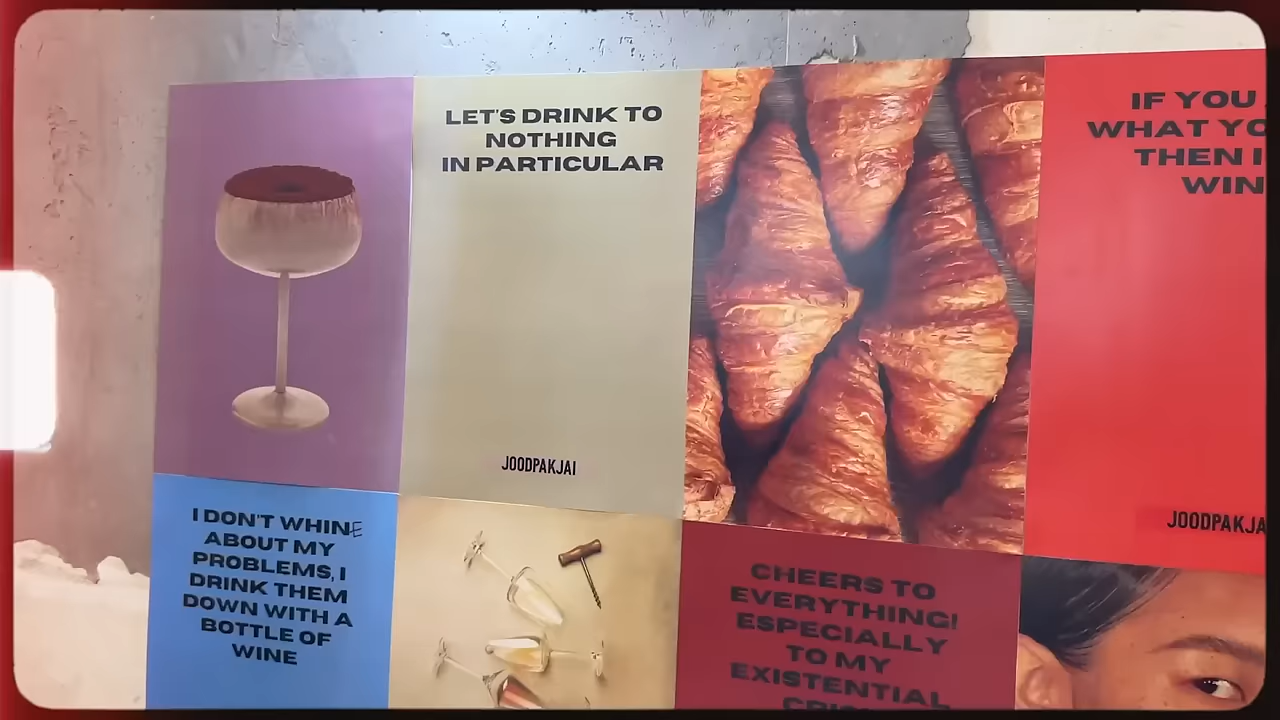 LET'S DRINK TO
NOTHING
IN PARTICULAR
JOODPAKJAI
IF YOU
WHAT YO
THEN I
WIN
JOODPAKJA
I DON'T WHINE
ABOUT MY
PROBLEMS, I
DRINK THEM
DOWN WITH A
BOTTLE OF
WINE
CHEERS TO
EVERYTHING!
ESPECIALLY
TO MY
EXISTENTIAL